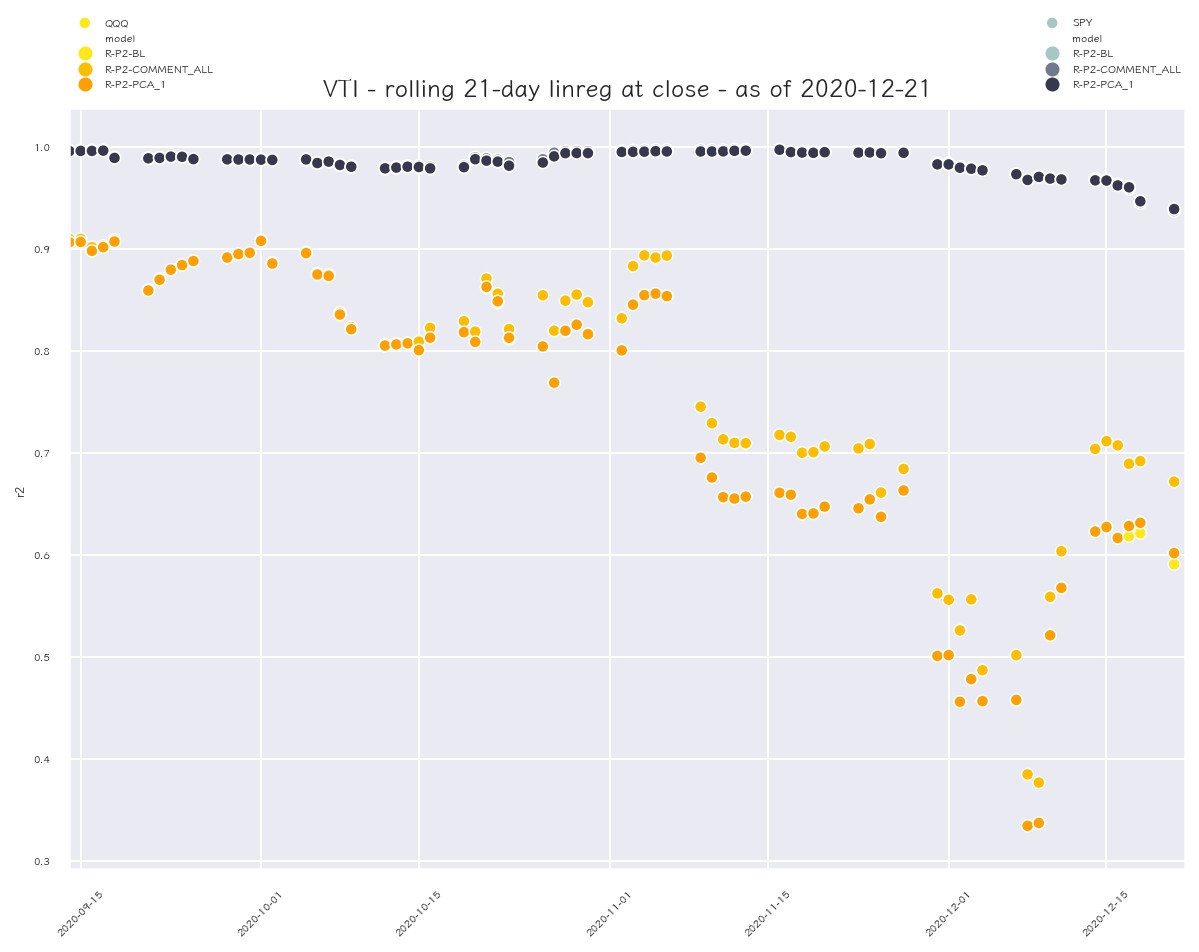 QQQ
model
R-P2-BL
R-P2-COMMENT_ALL
R-P2-PCA_1
SPY
model
R-P2-BL
R-P2-COMMENT_ALL
R-P2-PCA_1
VTI - rolling 21-day linreg at close - as of 2020-12-21
r2
1.0
0.9
0.8
0.7
0.6
0.5
0.4
0.3
2020-09-15
2020-10-01
2020-10-15
2020-11-01
2020-11-15
2020-12-01
2020-12-15